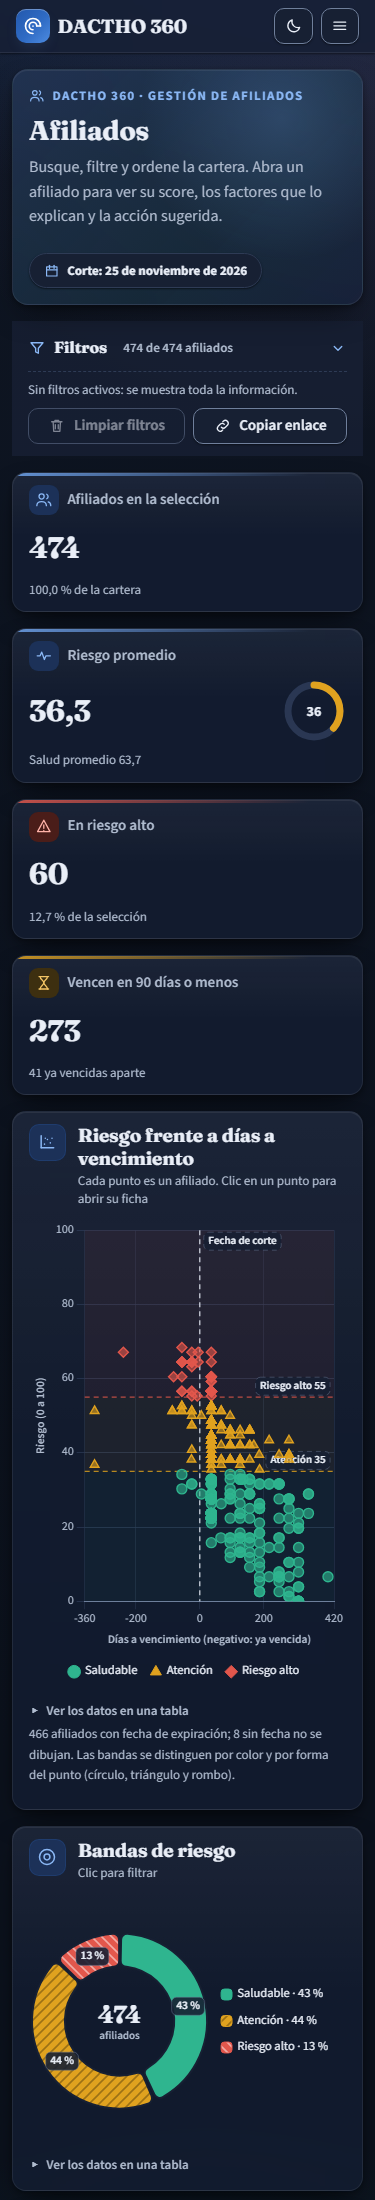 DACTHO 360
DACTHO 360 · GESTIÓN DE AFILIADOS
Afiliados
Busque, filtre y ordene la cartera. Abra un
afiliado para ver su score, los factores que lo
explican y la acción sugerida.
Corte: 25 de noviembre de 2026
Filtros 474 de 474 afiliados
Sin filtros activos: se muestra toda la información.
Limpiar filtros Copiar enlace
Afiliados en la selección
474
100,0 % de la cartera
Riesgo promedio
36,3 36
Salud promedio 63,7
En riesgo alto
60
12,7 % de la selección
Vencen en 90 días o menos
273
41 ya vencidas aparte
Riesgo frente a días a
vencimiento
Cada punto es un afiliado. Clic en un punto para
abrir su ficha
Riesgo (0 a 100)
100
80
60
40
20
0
Fecha de corte
Riesgo alto 55
Atención 35
-360 -200 0 200 420
Días a vencimiento (negativo: ya vencida)
Saludable Atención Riesgo alto
Ver los datos en una tabla
466 afiliados con fecha de expiración; 8 sin fecha no se
dibujan. Las bandas se distinguen por color y por forma
del punto (círculo, triángulo y rombo).
Bandas de riesgo
Clic para filtrar
13 %
43 %
44 %
474
afiliados
Saludable · 43 %
Atención · 44 %
Riesgo alto · 13 %
Ver los datos en una tabla